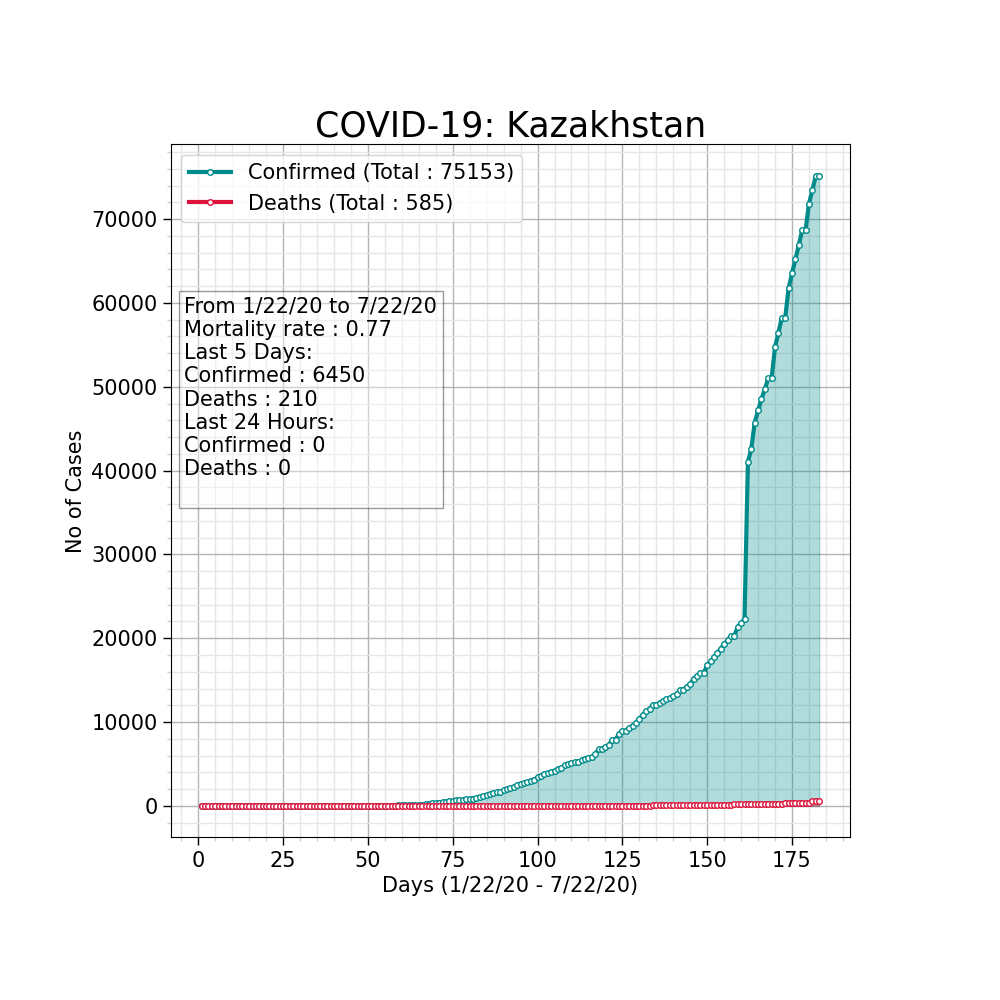 COVID-19: Kazakhstan
Confirmed (Total : 75153)
Deaths (Total : 585)
From 1/22/20 to 7/22/20
Mortality rate : 0.77
Last 5 Days:
Confirmed : 6450
Deaths : 210
Last 24 Hours:
Confirmed : 0
Deaths : 0
No of Cases
70000
60000
50000
40000
30000
20000
10000
0
0 25 50 75 100 125 150 175
Days (1/22/20 - 7/22/20)